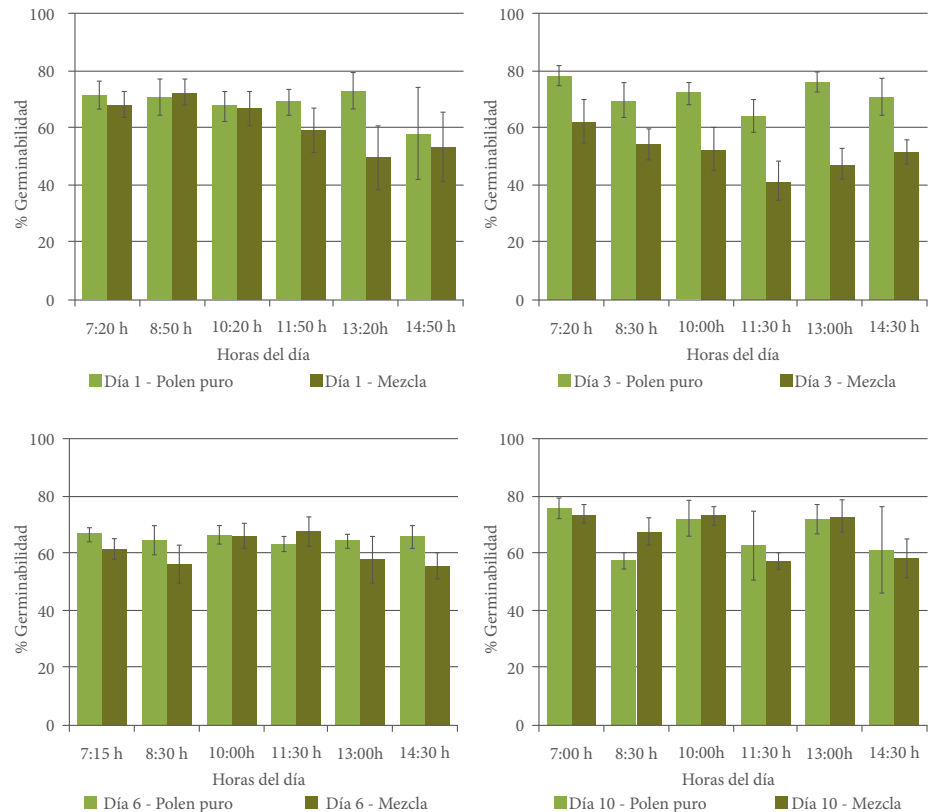 100
80
60
40
20
0
% Germinabilidad
7:20 h 8:50 h 10:20 h 11:50 h 13:20h 14:50 h
Horas del día
Día 1 - Polen puro Día 1 - Mezcla
100
80
60
40
20
0
% Germinabilidad
7:20 h 8:30 h 10:00h 11:30 h 13:00h 14:30 h
Horas del día
Día 3 - Polen puro Día 3 - Mezcla
100
80
60
40
20
0
% Germinabilidad
7:15 h 8:30 h 10:00h 11:30 h 13:00h 14:30 h
Horas del día
Día 6 - Polen puro Día 6 - Mezcla
100
80
60
40
20
0
% Germinabilidad
7:00 h 8:30 h 10:00h 11:30 h 13:00h 14:30 h
Horas del día
Día 10 - Polen puro Día 10 - Mezcla